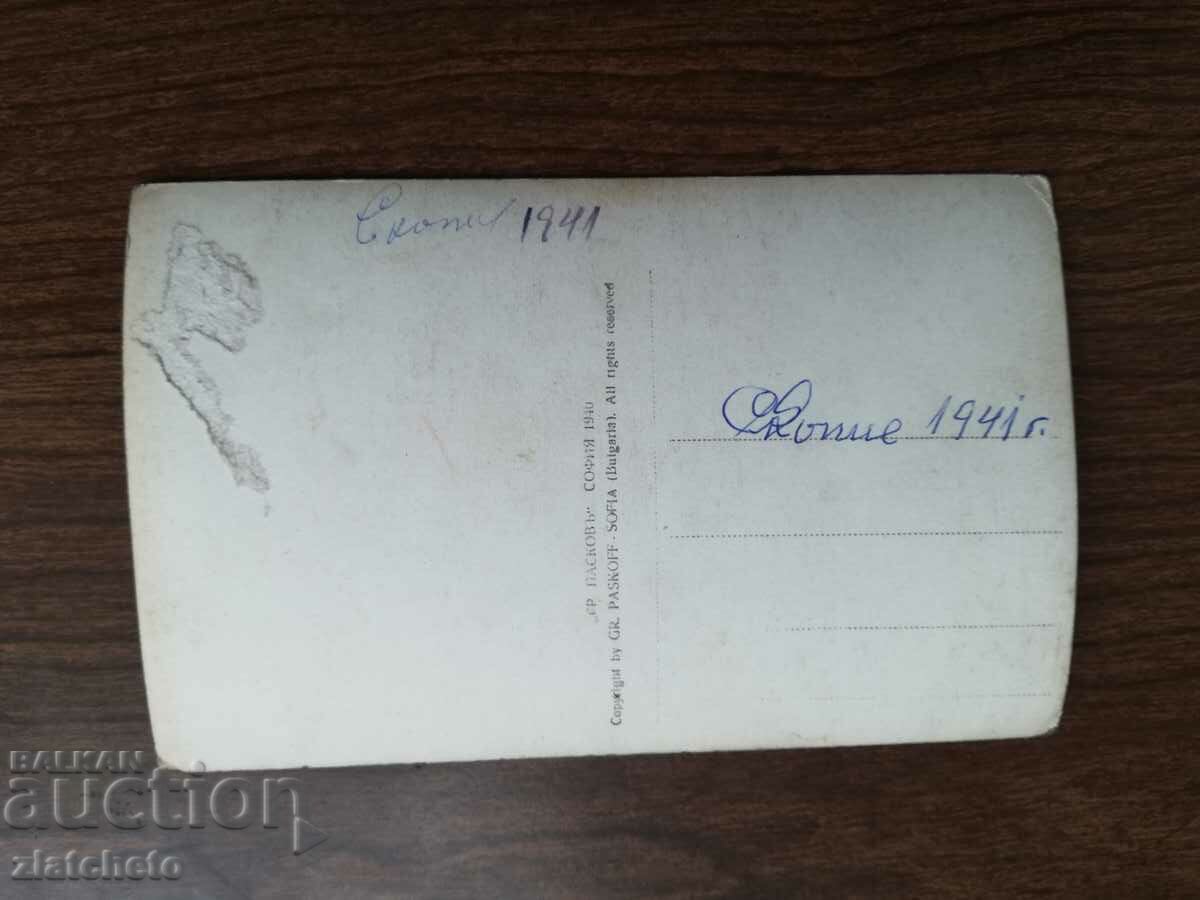 Скопие 1941
„ГР. ПАСКОВЪ“ СОФИЯ 1940
Copyright by GR. PASKOFF - SOFIA (Bulgaria). All rights reserved
Скопие 1941 г.
BALKAN
auction
zlatcheto